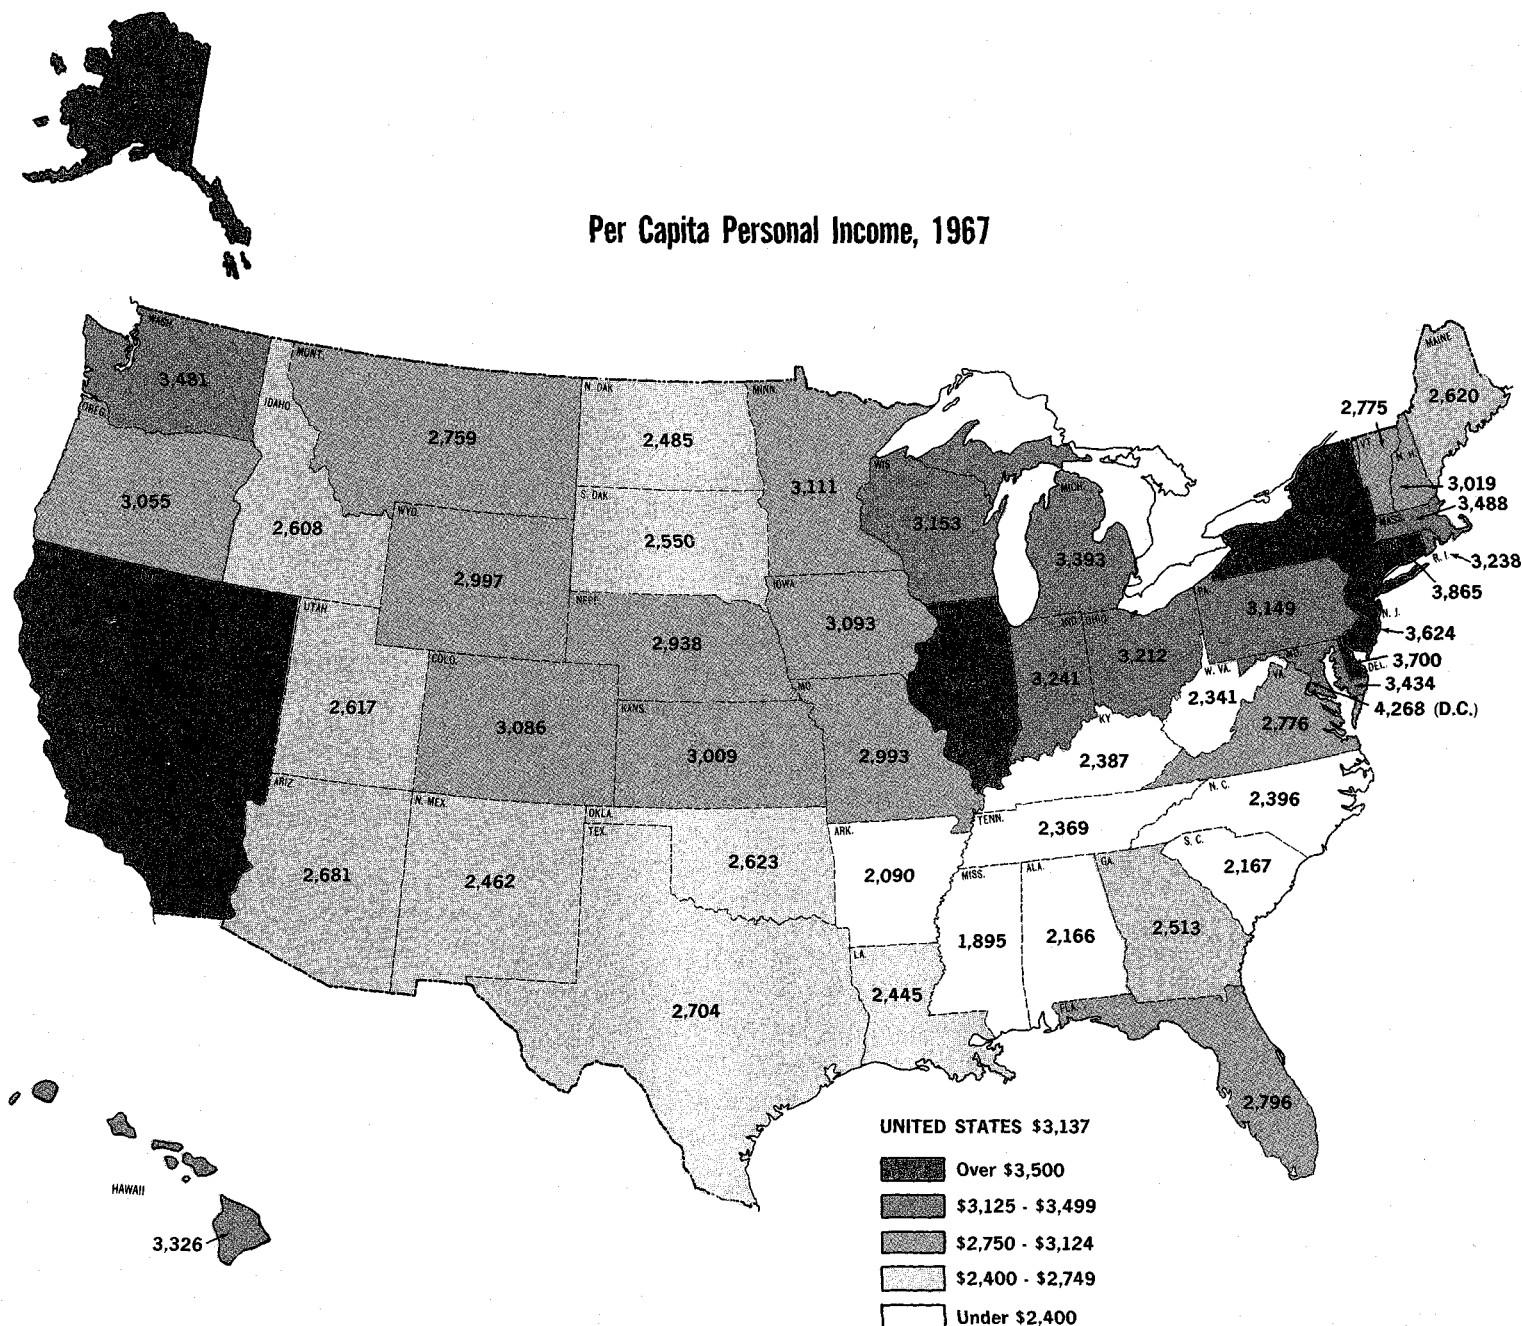 Per Capita Personal Income, 1967
WASH.
3,481
OREG.
3,055
IDAHO
2,608
MONT.
2,759
WYO.
2,997
UTAH
2,617
COLO.
3,086
ARIZ.
2,681
N. MEX.
2,462
N. DAK.
2,485
S. DAK.
2,550
NEBR.
2,938
KANS.
3,009
OKLA.
2,623
TEX.
2,704
MINN.
3,111
IOWA
3,093
MO.
2,993
ARK.
2,090
LA.
2,445
WIS.
3,153
MICH.
3,393
IND.
3,241
OHIO
3,212
KY.
2,387
TENN.
2,369
MISS.
1,895
ALA.
2,166
GA.
2,513
FLA.
2,796
S. C.
2,167
N. C.
2,396
VA.
2,776
W. VA.
2,341
PA.
3,149
MAINE
2,620
VT.
2,775
N. H.
3,019
MASS.
3,488
R. I.
3,238
3,865
N. J.
3,624
DEL.
3,700
MD.
3,434
4,268 (D.C.)
HAWAII
3,326
UNITED STATES $3,137
Over $3,500
$3,125 - $3,499
$2,750 - $3,124
$2,400 - $2,749
Under $2,400